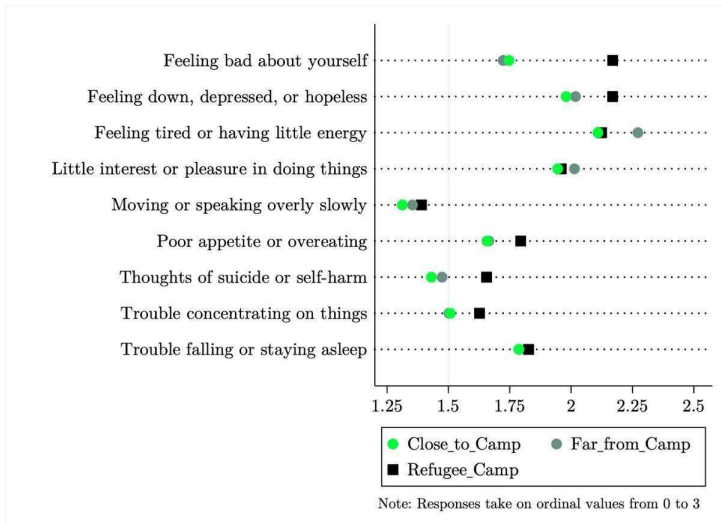 Feeling bad about yourself
Feeling down, depressed, or hopeless
Feeling tired or having little energy
Little interest or pleasure in doing things
Moving or speaking overly slowly
Poor appetite or overeating
Thoughts of suicide or self-harm
Trouble concentrating on things
Trouble falling or staying asleep
1.25 1.5 1.75 2 2.25 2.5
Close_to_Camp Far_from_Camp
Refugee_Camp
Note: Responses take on ordinal values from 0 to 3